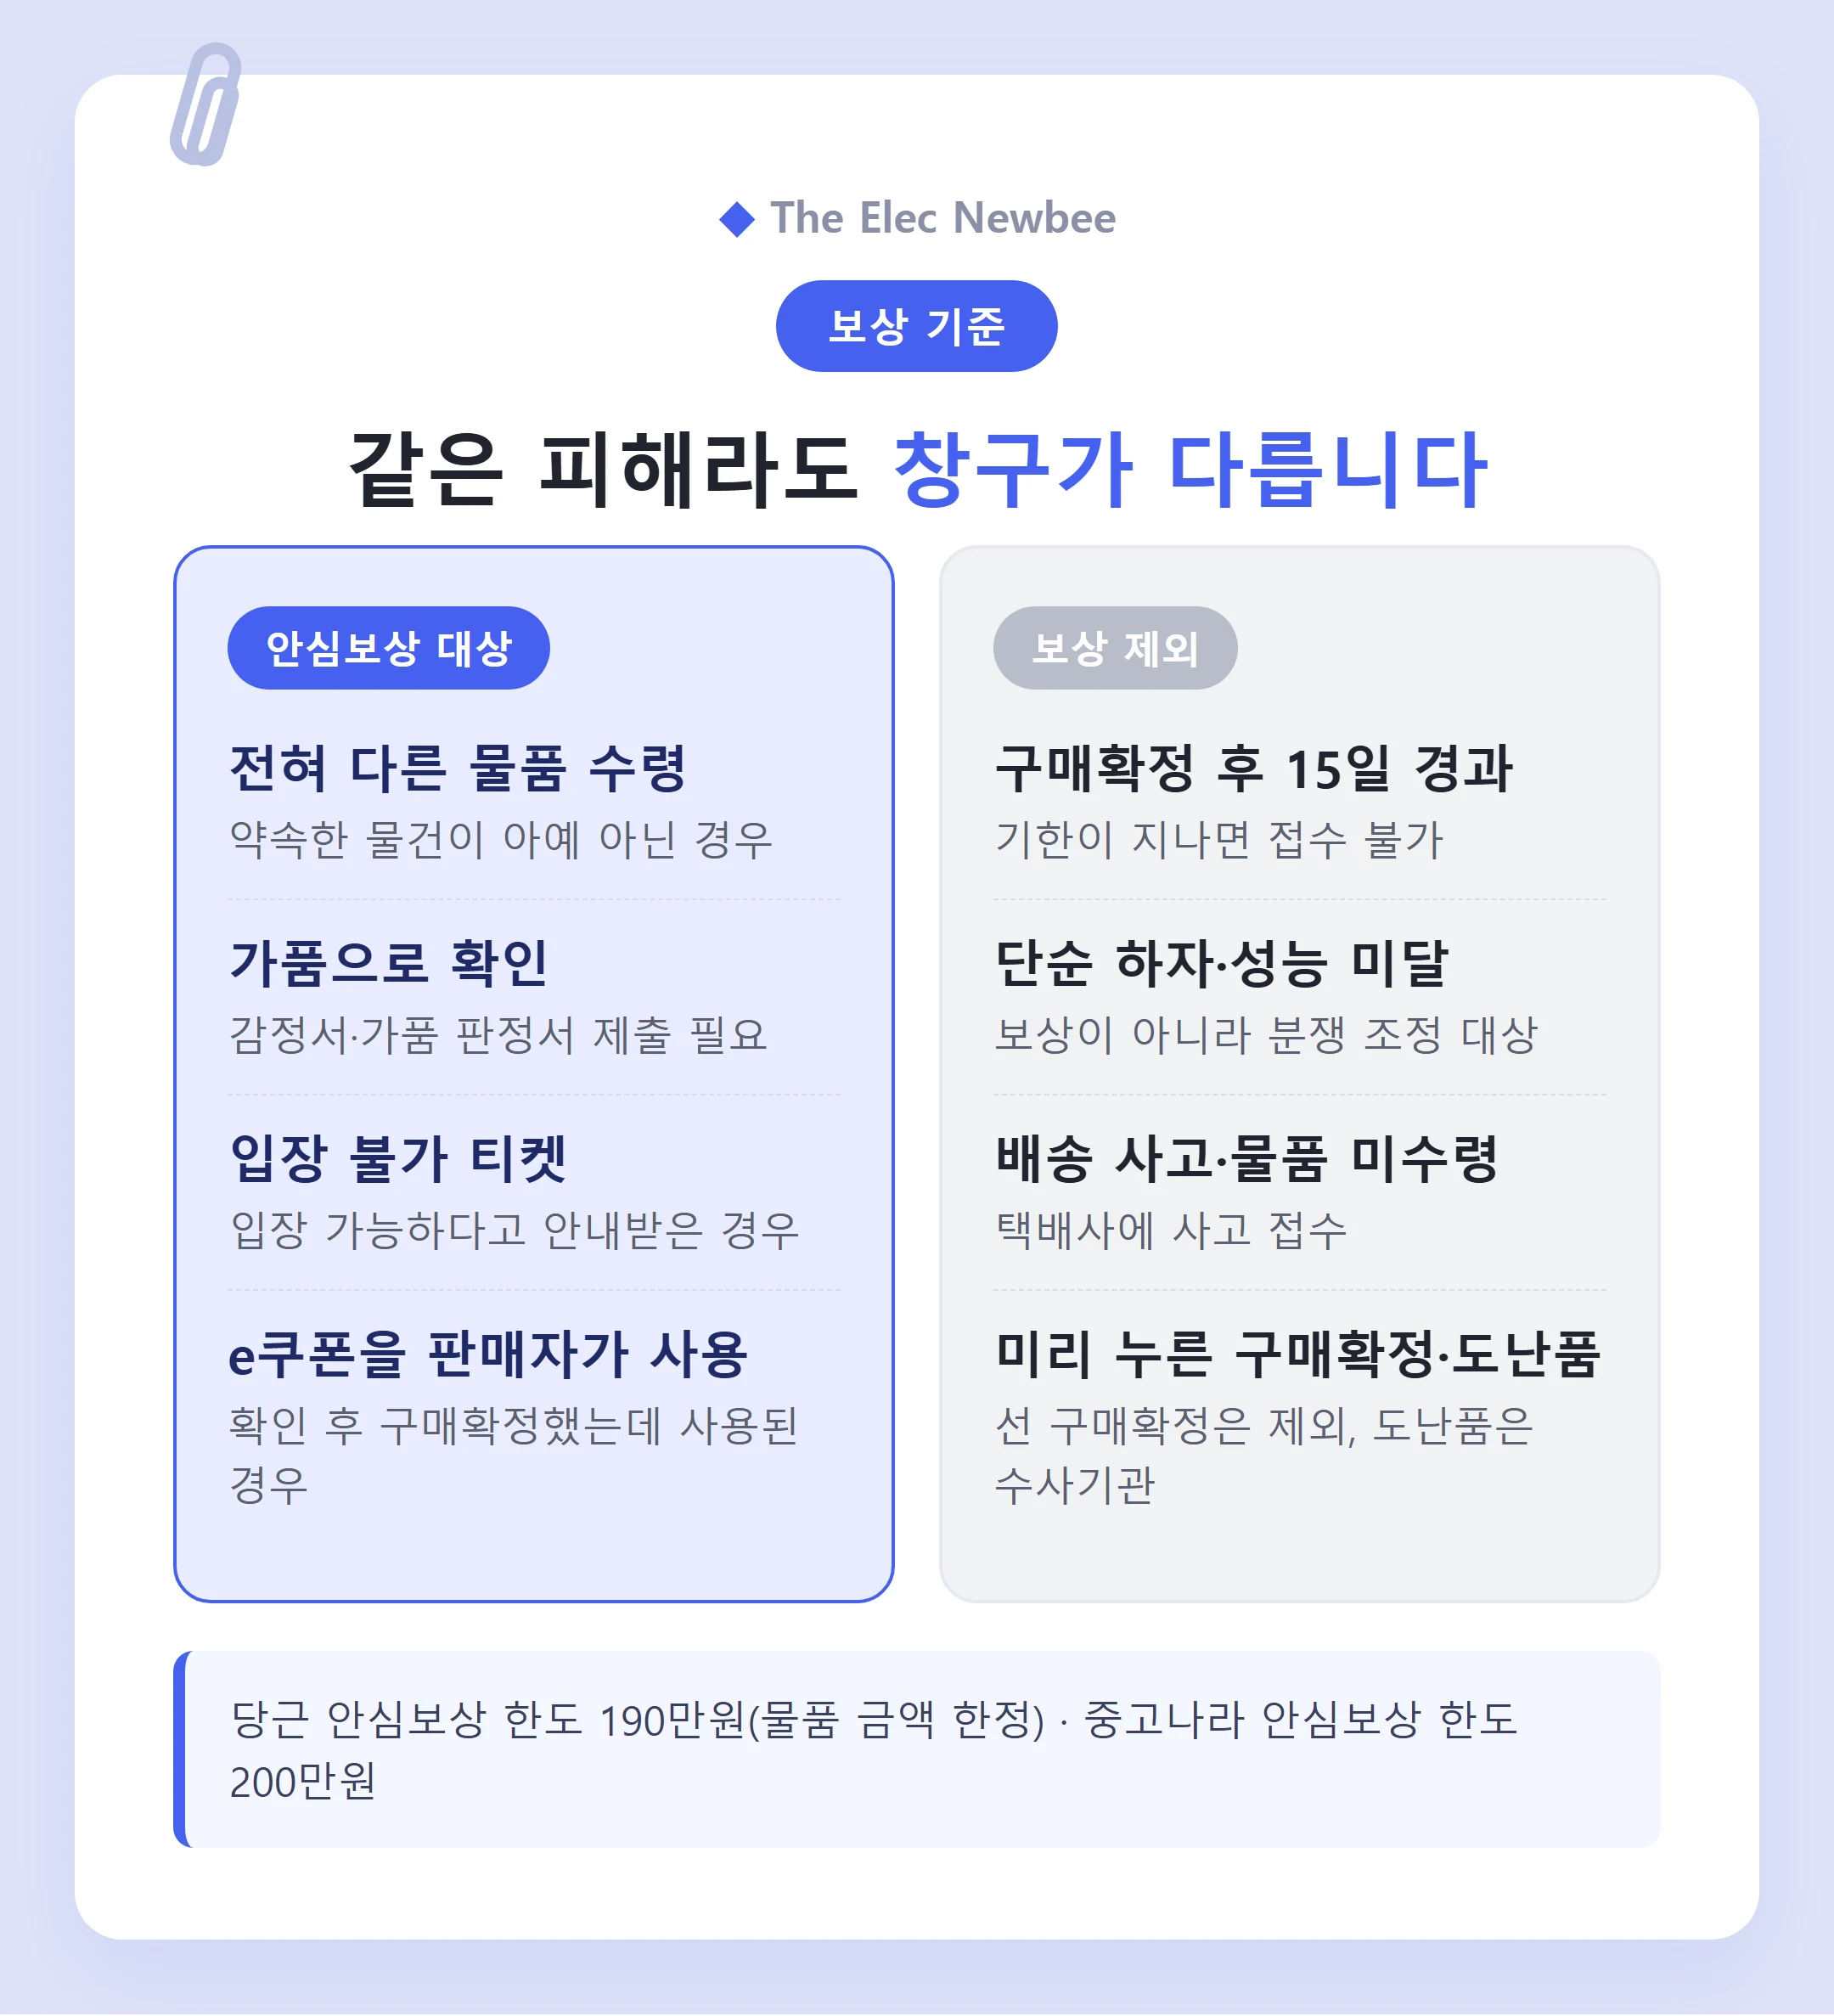 The Elec Newbee
보상 기준
같은 피해라도 창구가 다릅니다
안심보상 대상
전혀 다른 물품 수령
약속한 물건이 아예 아닌 경우
가품으로 확인
감정서·가품 판정서 제출 필요
입장 불가 티켓
입장 가능하다고 안내받은 경우
e쿠폰을 판매자가 사용
확인 후 구매확정했는데 사용된
경우
보상 제외
구매확정 후 15일 경과
기한이 지나면 접수 불가
단순 하자·성능 미달
보상이 아니라 분쟁 조정 대상
배송 사고·물품 미수령
택배사에 사고 접수
미리 누른 구매확정·도난품
선 구매확정은 제외, 도난품은
수사기관
당근 안심보상 한도 190만원(물품 금액 한정) · 중고나라 안심보상 한도
200만원